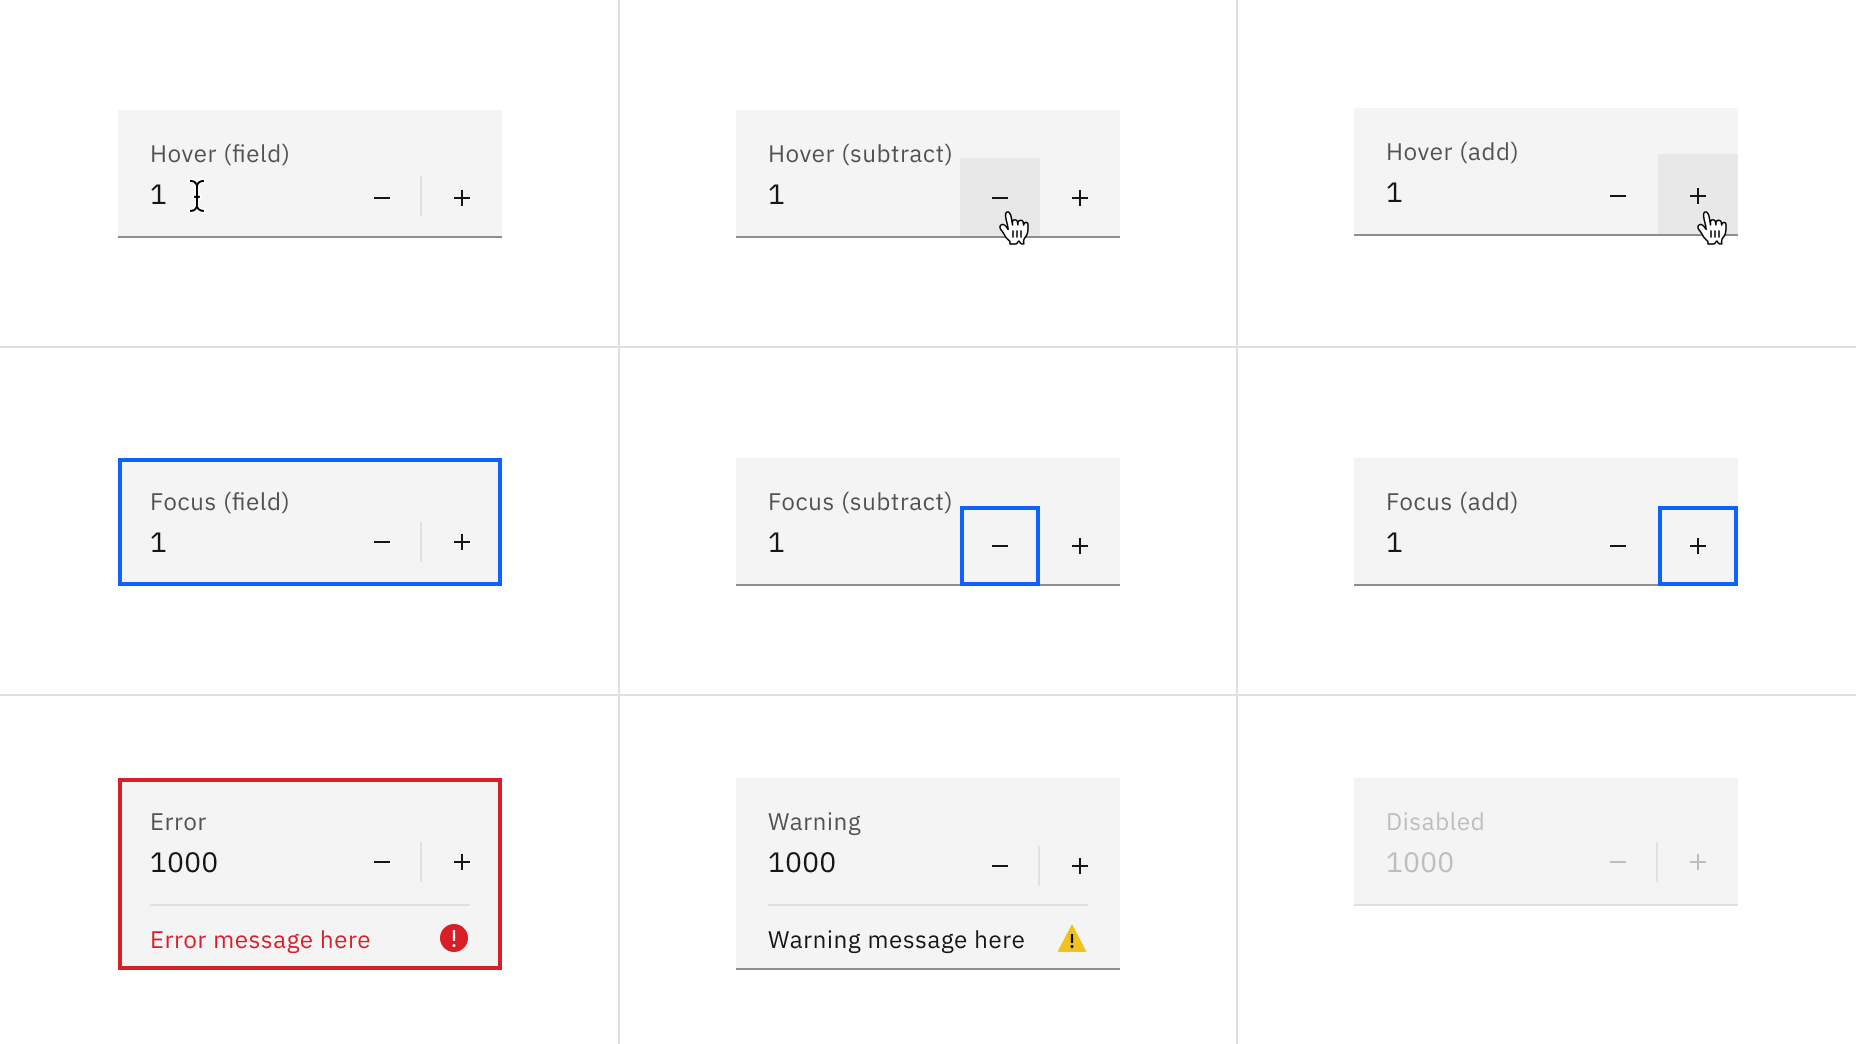 Hover (field)
1
Hover (subtract)
1
Hover (add)
1
Focus (field)
1
Focus (subtract)
1
Focus (add)
1
Error
1000
Error message here
Warning
1000
Warning message here
Disabled
1000